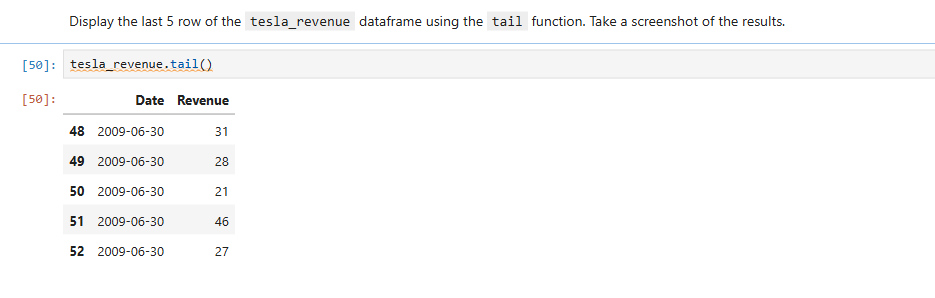 Display the last 5 row of the tesla_revenue dataframe using the tail function. Take a screenshot of the results.
[50]: tesla_revenue.tail()
[50]:
Date Revenue
48 2009-06-30 31
49 2009-06-30 28
50 2009-06-30 21
51 2009-06-30 46
52 2009-06-30 27